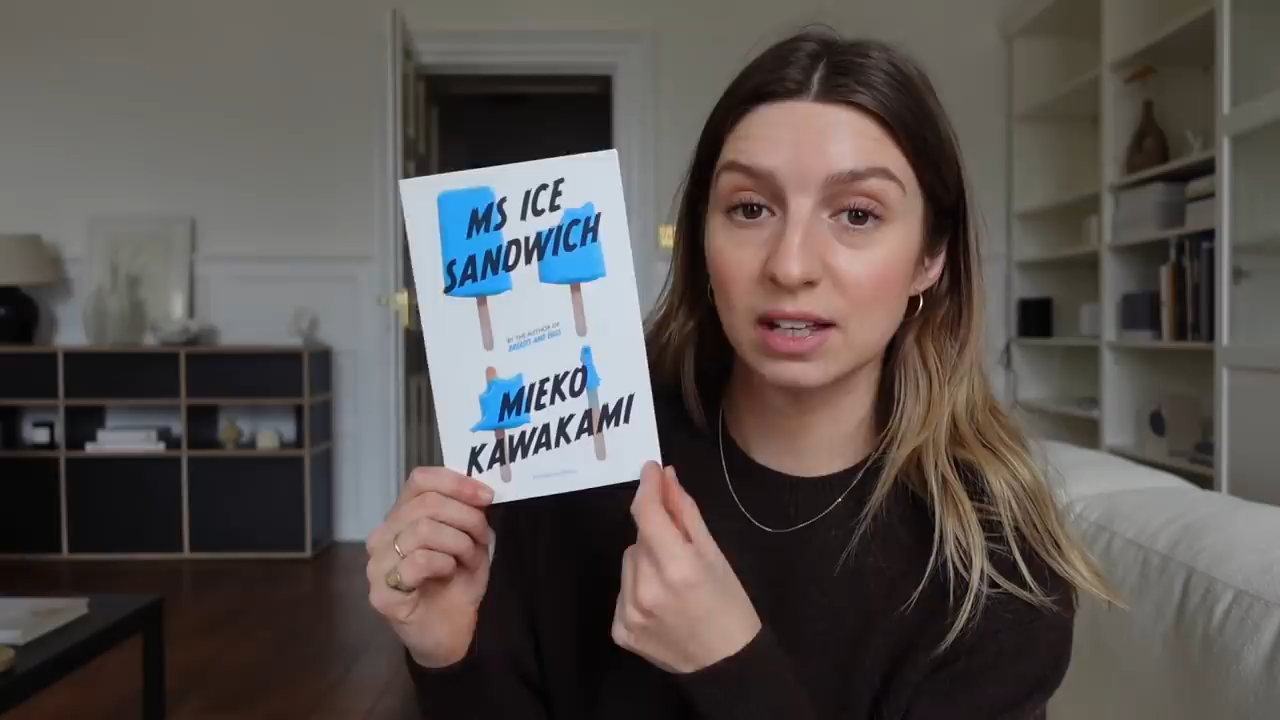 MS ICE
SANDWICH
BY THE AUTHOR OF
BREASTS AND EGGS
MIEKO
KAWAKAMI